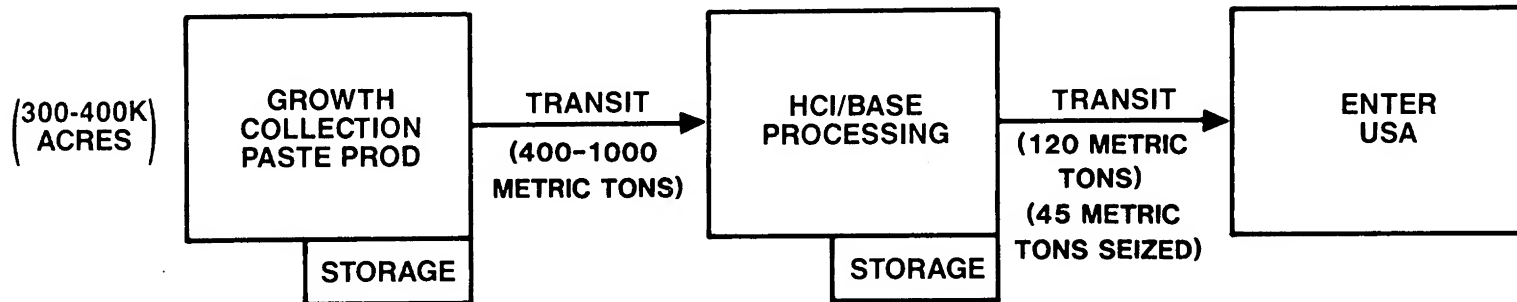 (300-400K
ACRES)
GROWTH
COLLECTION
PASTE PROD
STORAGE
TRANSIT
(400-1000
METRIC TONS)
HCI/BASE
PROCESSING
STORAGE
TRANSIT
(120 METRIC
TONS)
(45 METRIC
TONS SEIZED)
ENTER
USA